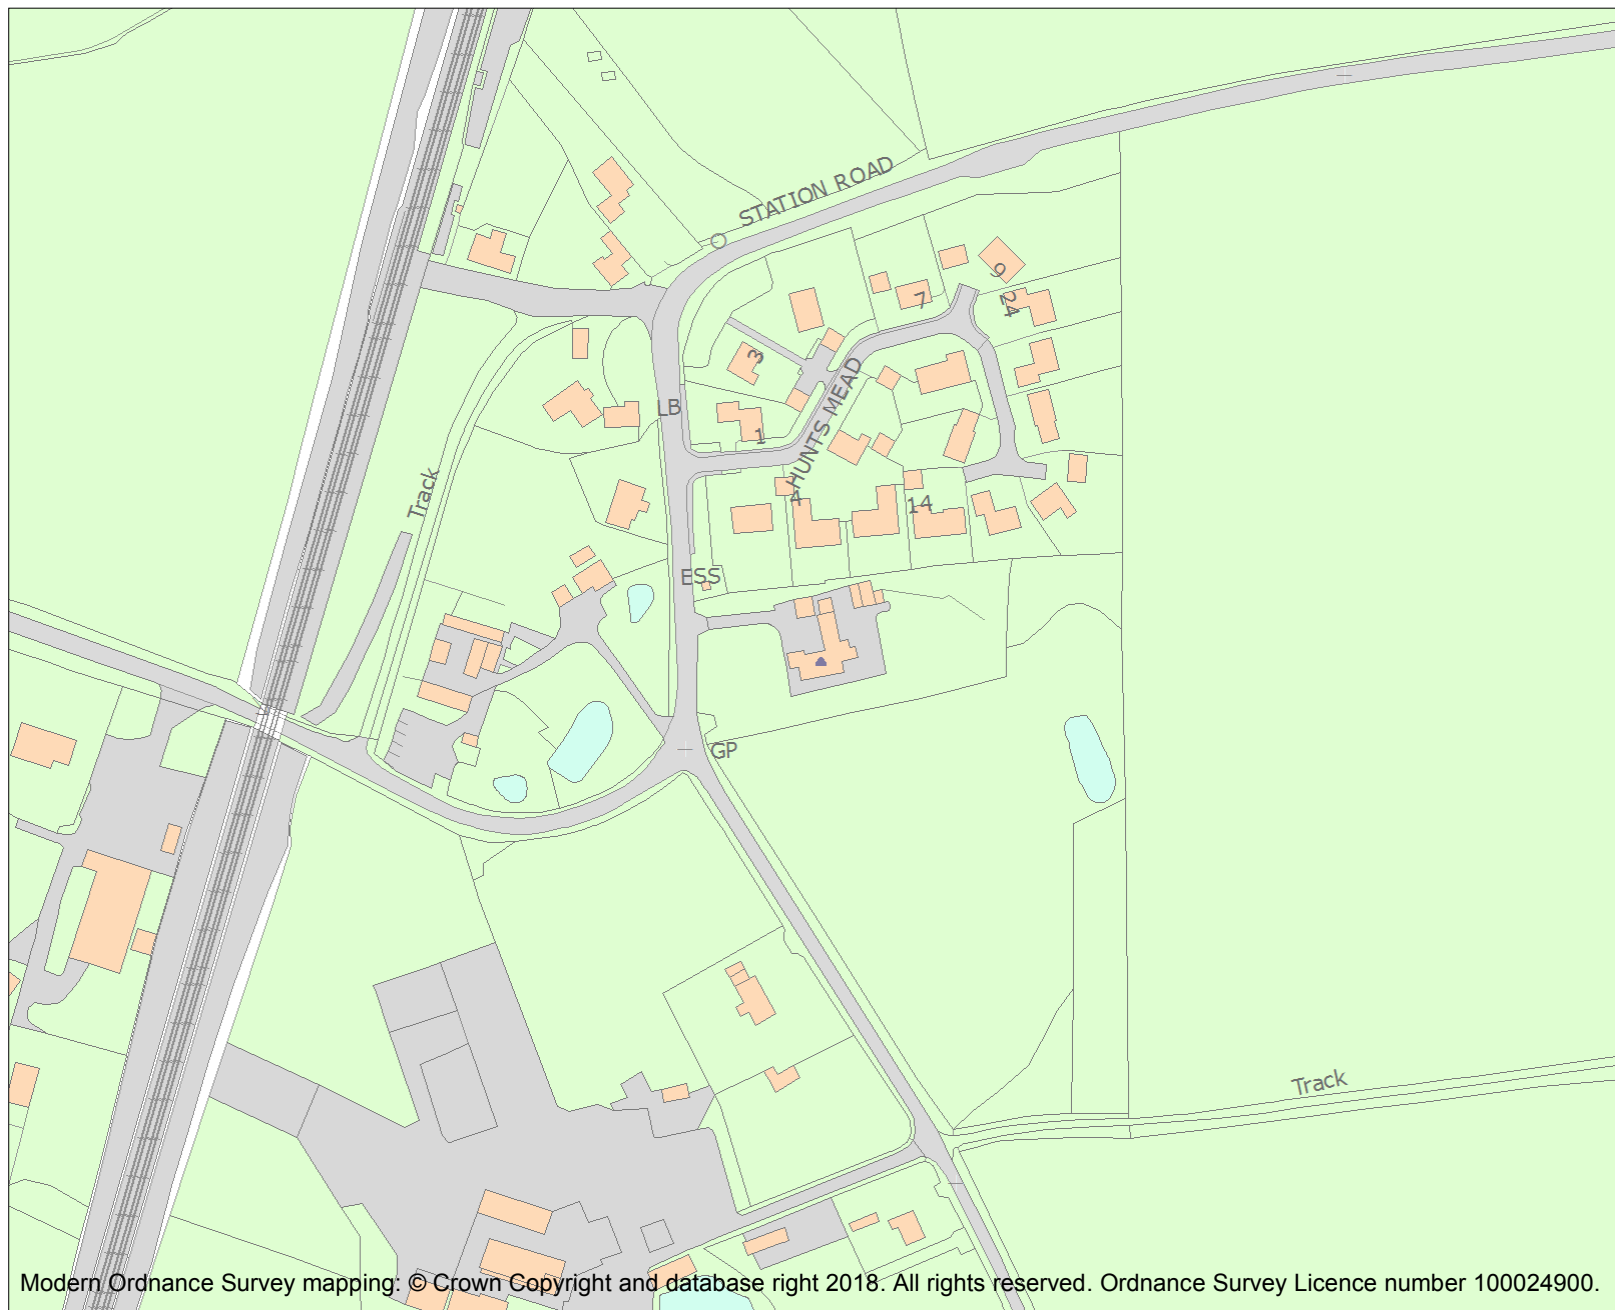 STATION ROAD
9
24
7
3
HUNTS MEAD
LB
1
Track
4
14
ESS
GP
Track
Modern Ordnance Survey mapping: © Crown Copyright and database right 2018. All rights reserved. Ordnance Survey Licence number 100024900.